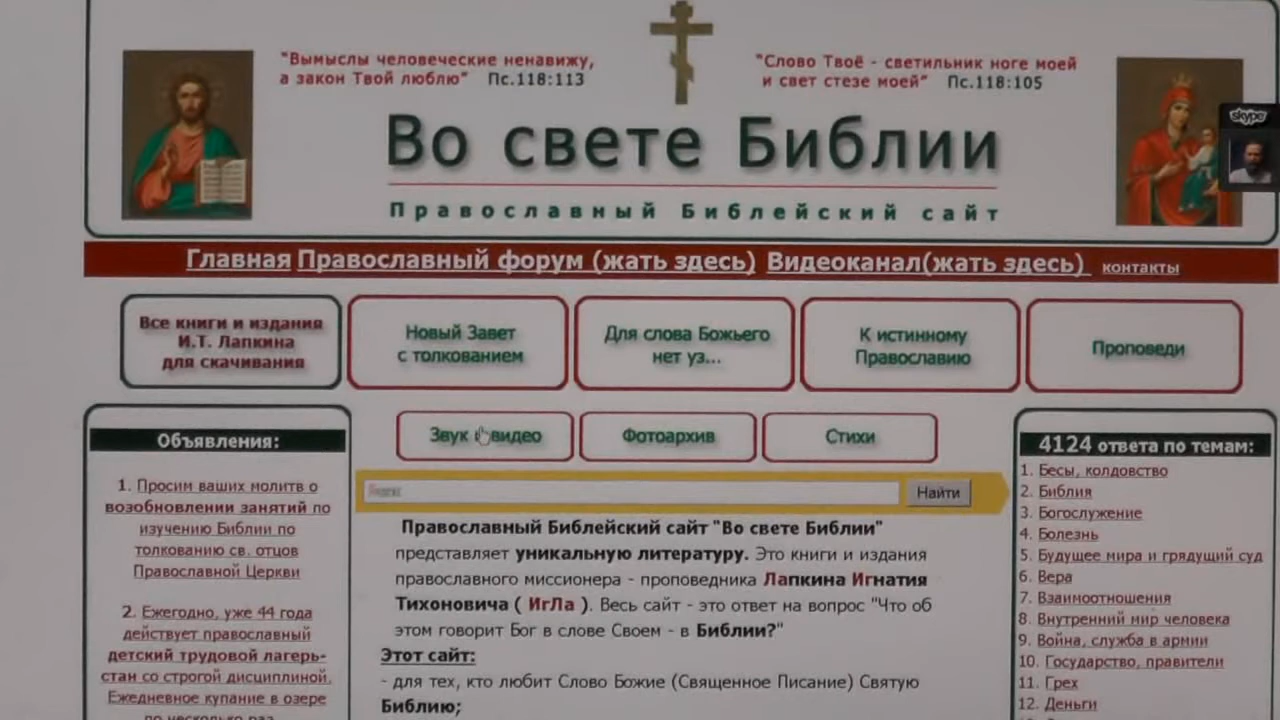 "Вымыслы человеческие ненавижу,
а закон Твой люблю" Пс.118:113
"Слово Твоё - светильник ноге моей
и свет стезе моей" Пс.118:105
Во свете Библии
Православный Библейский сайт
skype
Главная Православный форум (жать здесь) Видеоканал(жать здесь) контакты
Все книги и издания
И.Т. Лапкина
для скачивания
Новый Завет
с толкованием
Для слова Божьего
нет уз...
К истинному
Православию
Проповеди
Звук и видео
Фотоархив
Стихи
Объявления:
1. Просим ваших молитв о
возобновлении занятий по
изучению Библии по
толкованию св. отцов
Православной Церкви
2. Ежегодно, уже 44 года
действует православный
детский трудовой лагерь-
стан со строгой дисциплиной.
Ежедневное купание в озере
по несколько раз
Яндекс
Найти
Православный Библейский сайт "Во свете Библии"
представляет уникальную литературу. Это книги и издания
православного миссионера - проповедника Лапкина Игнатия
Тихоновича ( ИгЛа ). Весь сайт - это ответ на вопрос "Что об
этом говорит Бог в слове Своем - в Библии?"
Этот сайт:
- для тех, кто любит Слово Божие (Священное Писание) Святую
Библию;
4124 ответа по темам:
1. Бесы, колдовство
2. Библия
3. Богослужение
4. Болезнь
5. Будущее мира и грядущий суд
6. Вера
7. Взаимоотношения
8. Внутренний мир человека
9. Война, служба в армии
10. Государство, правители
11. Грех
12. Деньги